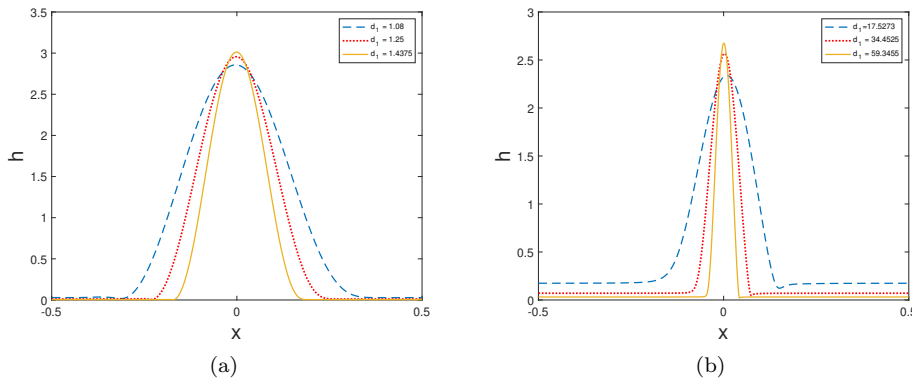 3.5
3
2.5
2
1.5
1
0.5
0
-0.5
0
0.5
h
x
d1 = 1.08
d1 = 1.25
d1 = 1.4375
(a)
3
2.5
2
1.5
1
0.5
0
-0.5
0
0.5
h
x
d1=17.5273
d1 = 34.4525
d1 = 59.3455
(b)